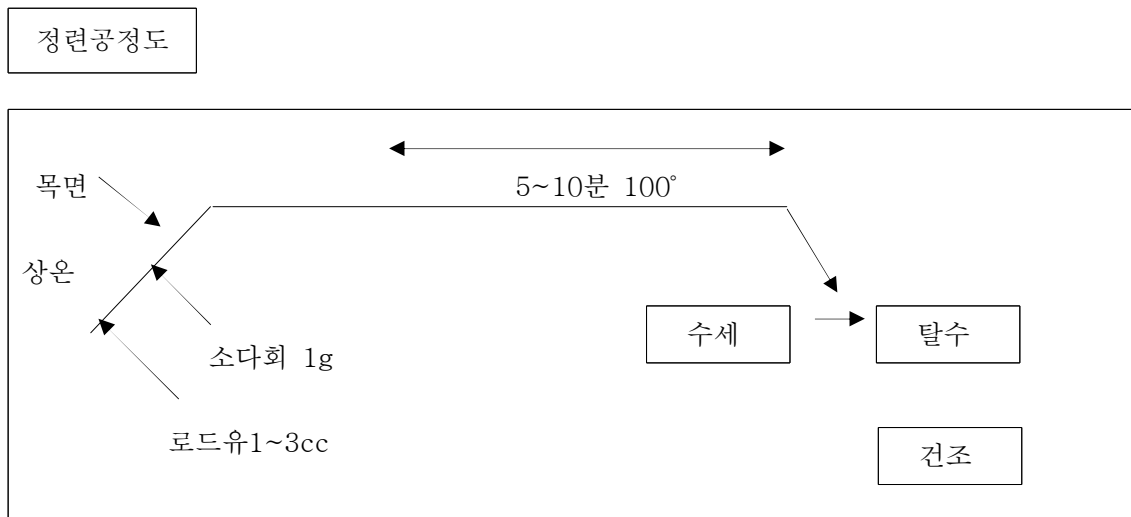 정련공정도
5~10분 100°
목면
상온
소다회 1g
로드유1~3cc
수세
탈수
건조